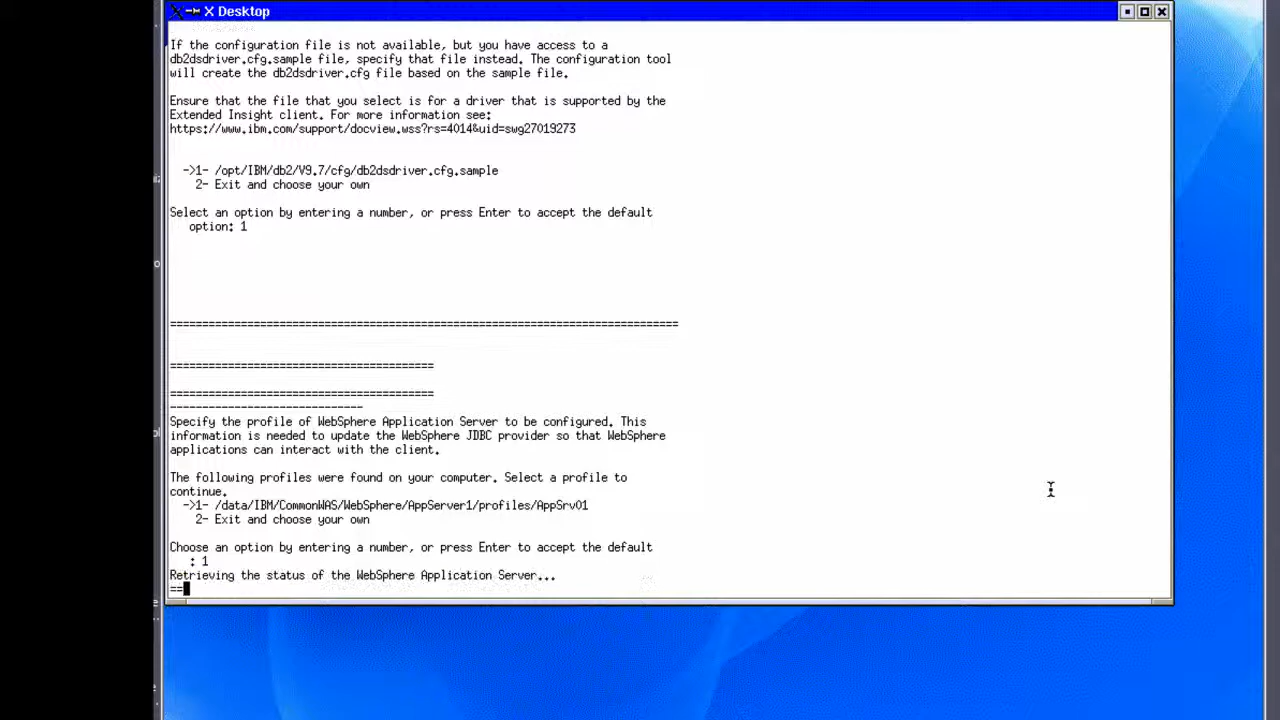 X Desktop
If the configuration file is not available, but you have access to a
db2dsdriver.cfg.sample file, specify that file instead. The configuration tool
will create the db2dsdriver.cfg file based on the sample file.
Ensure that the file that you select is for a driver that is supported by the
Extended Insight client. For more information see:
https://www.ibm.com/support/docview.wss?rs=4014&uid=swg27019273
->1- /opt/IBM/db2/V9.7/cfg/db2dsdriver.cfg.sample
2- Exit and choose your own
Select an option by entering a number, or press Enter to accept the default
option: 1
===============================================================================
=========================================
=========================================
------------------------------
Specify the profile of WebSphere Application Server to be configured. This
information is needed to update the WebSphere JDBC provider so that WebSphere
applications can interact with the client.
The following profiles were found on your computer. Select a profile to
continue.
->1- /data/IBM/CommonWAS/WebSphere/AppServer1/profiles/AppSrv01
2- Exit and choose your own
Choose an option by entering a number, or press Enter to accept the default
: 1
Retrieving the status of the WebSphere Application Server...
==